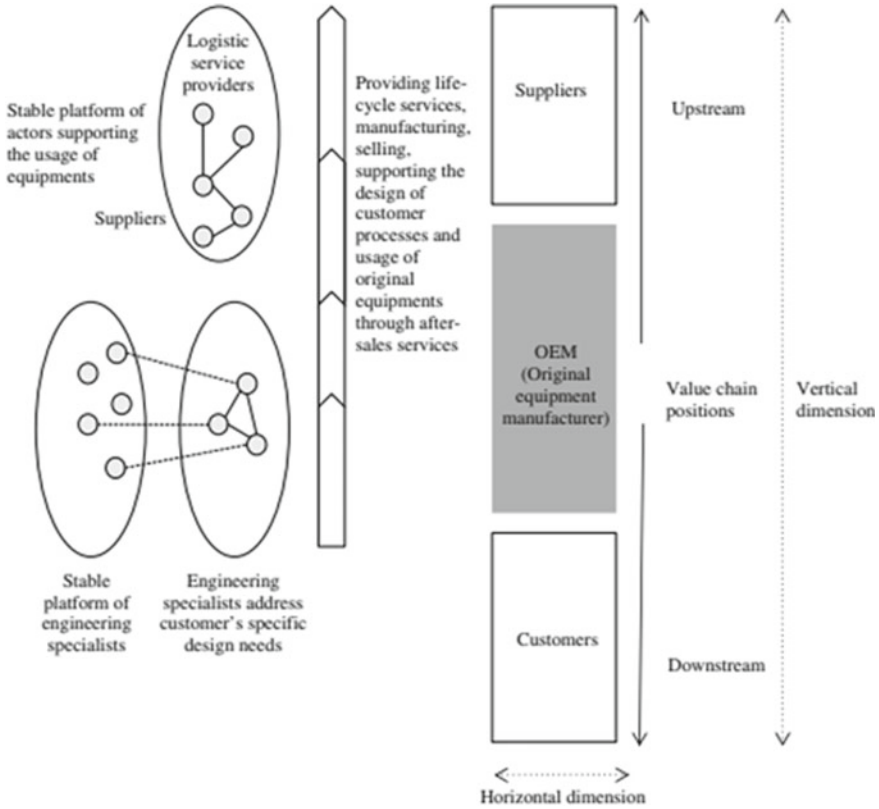 Logistic
service
providers
Stable platform of
actors supporting
the usage of
equipments
Suppliers
Providing life-
cycle services,
manufacturing,
selling,
supporting the
design of
customer
processes and
usage of
original
equipments
through after-
sales services
Suppliers
Upstream
OEM
(Original
equipment
manufacturer)
Value chain
positions
Vertical
dimension
Stable
platform of
engineering
specialists
Engineering
specialists address
customer's specific
design needs
Customers
Downstream
Horizontal dimension